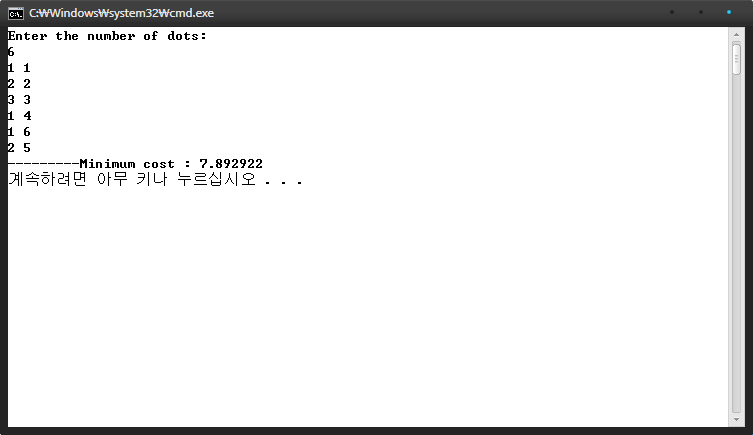 C:₩Windows₩system32₩cmd.exe
Enter the number of dots:
6
1 1
2 2
3 3
1 4
1 6
2 5
---------Minimum cost : 7.892922
계속하려면 아무 키나 누르십시오 . . .